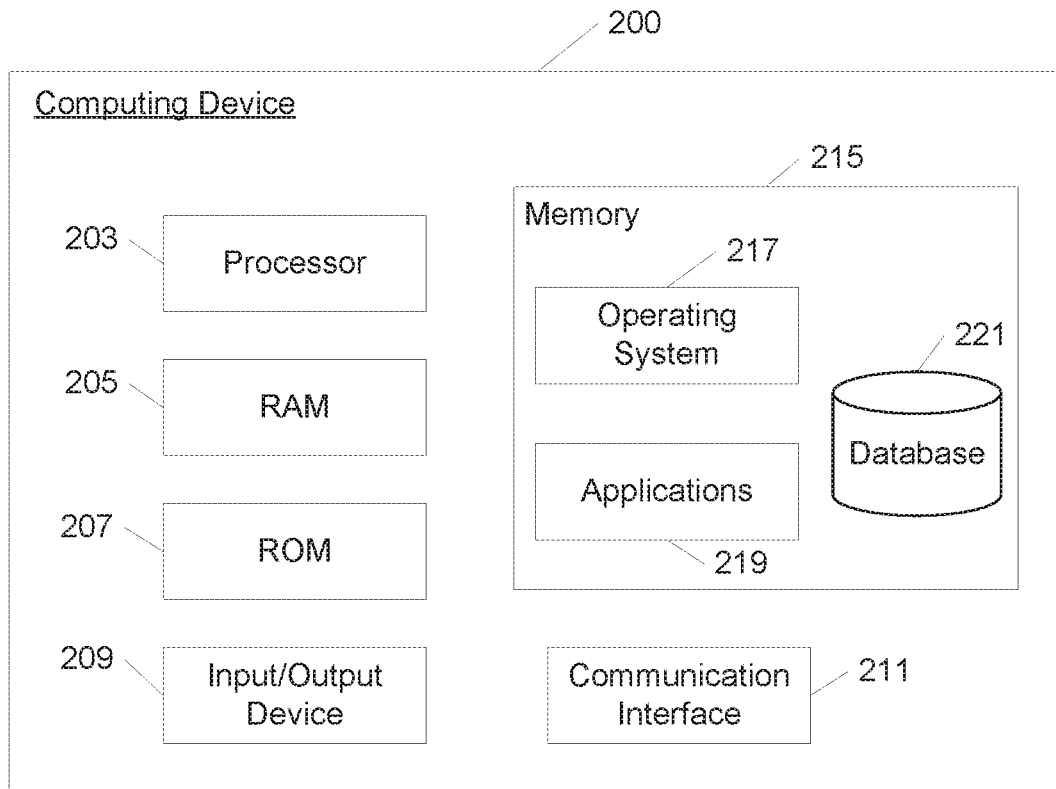 200
Computing Device
215
Memory
203
Processor
217
Operating
System
221
205
RAM
Database
Applications
207
ROM
219
209
Input/Output
Device
Communication
Interface
211